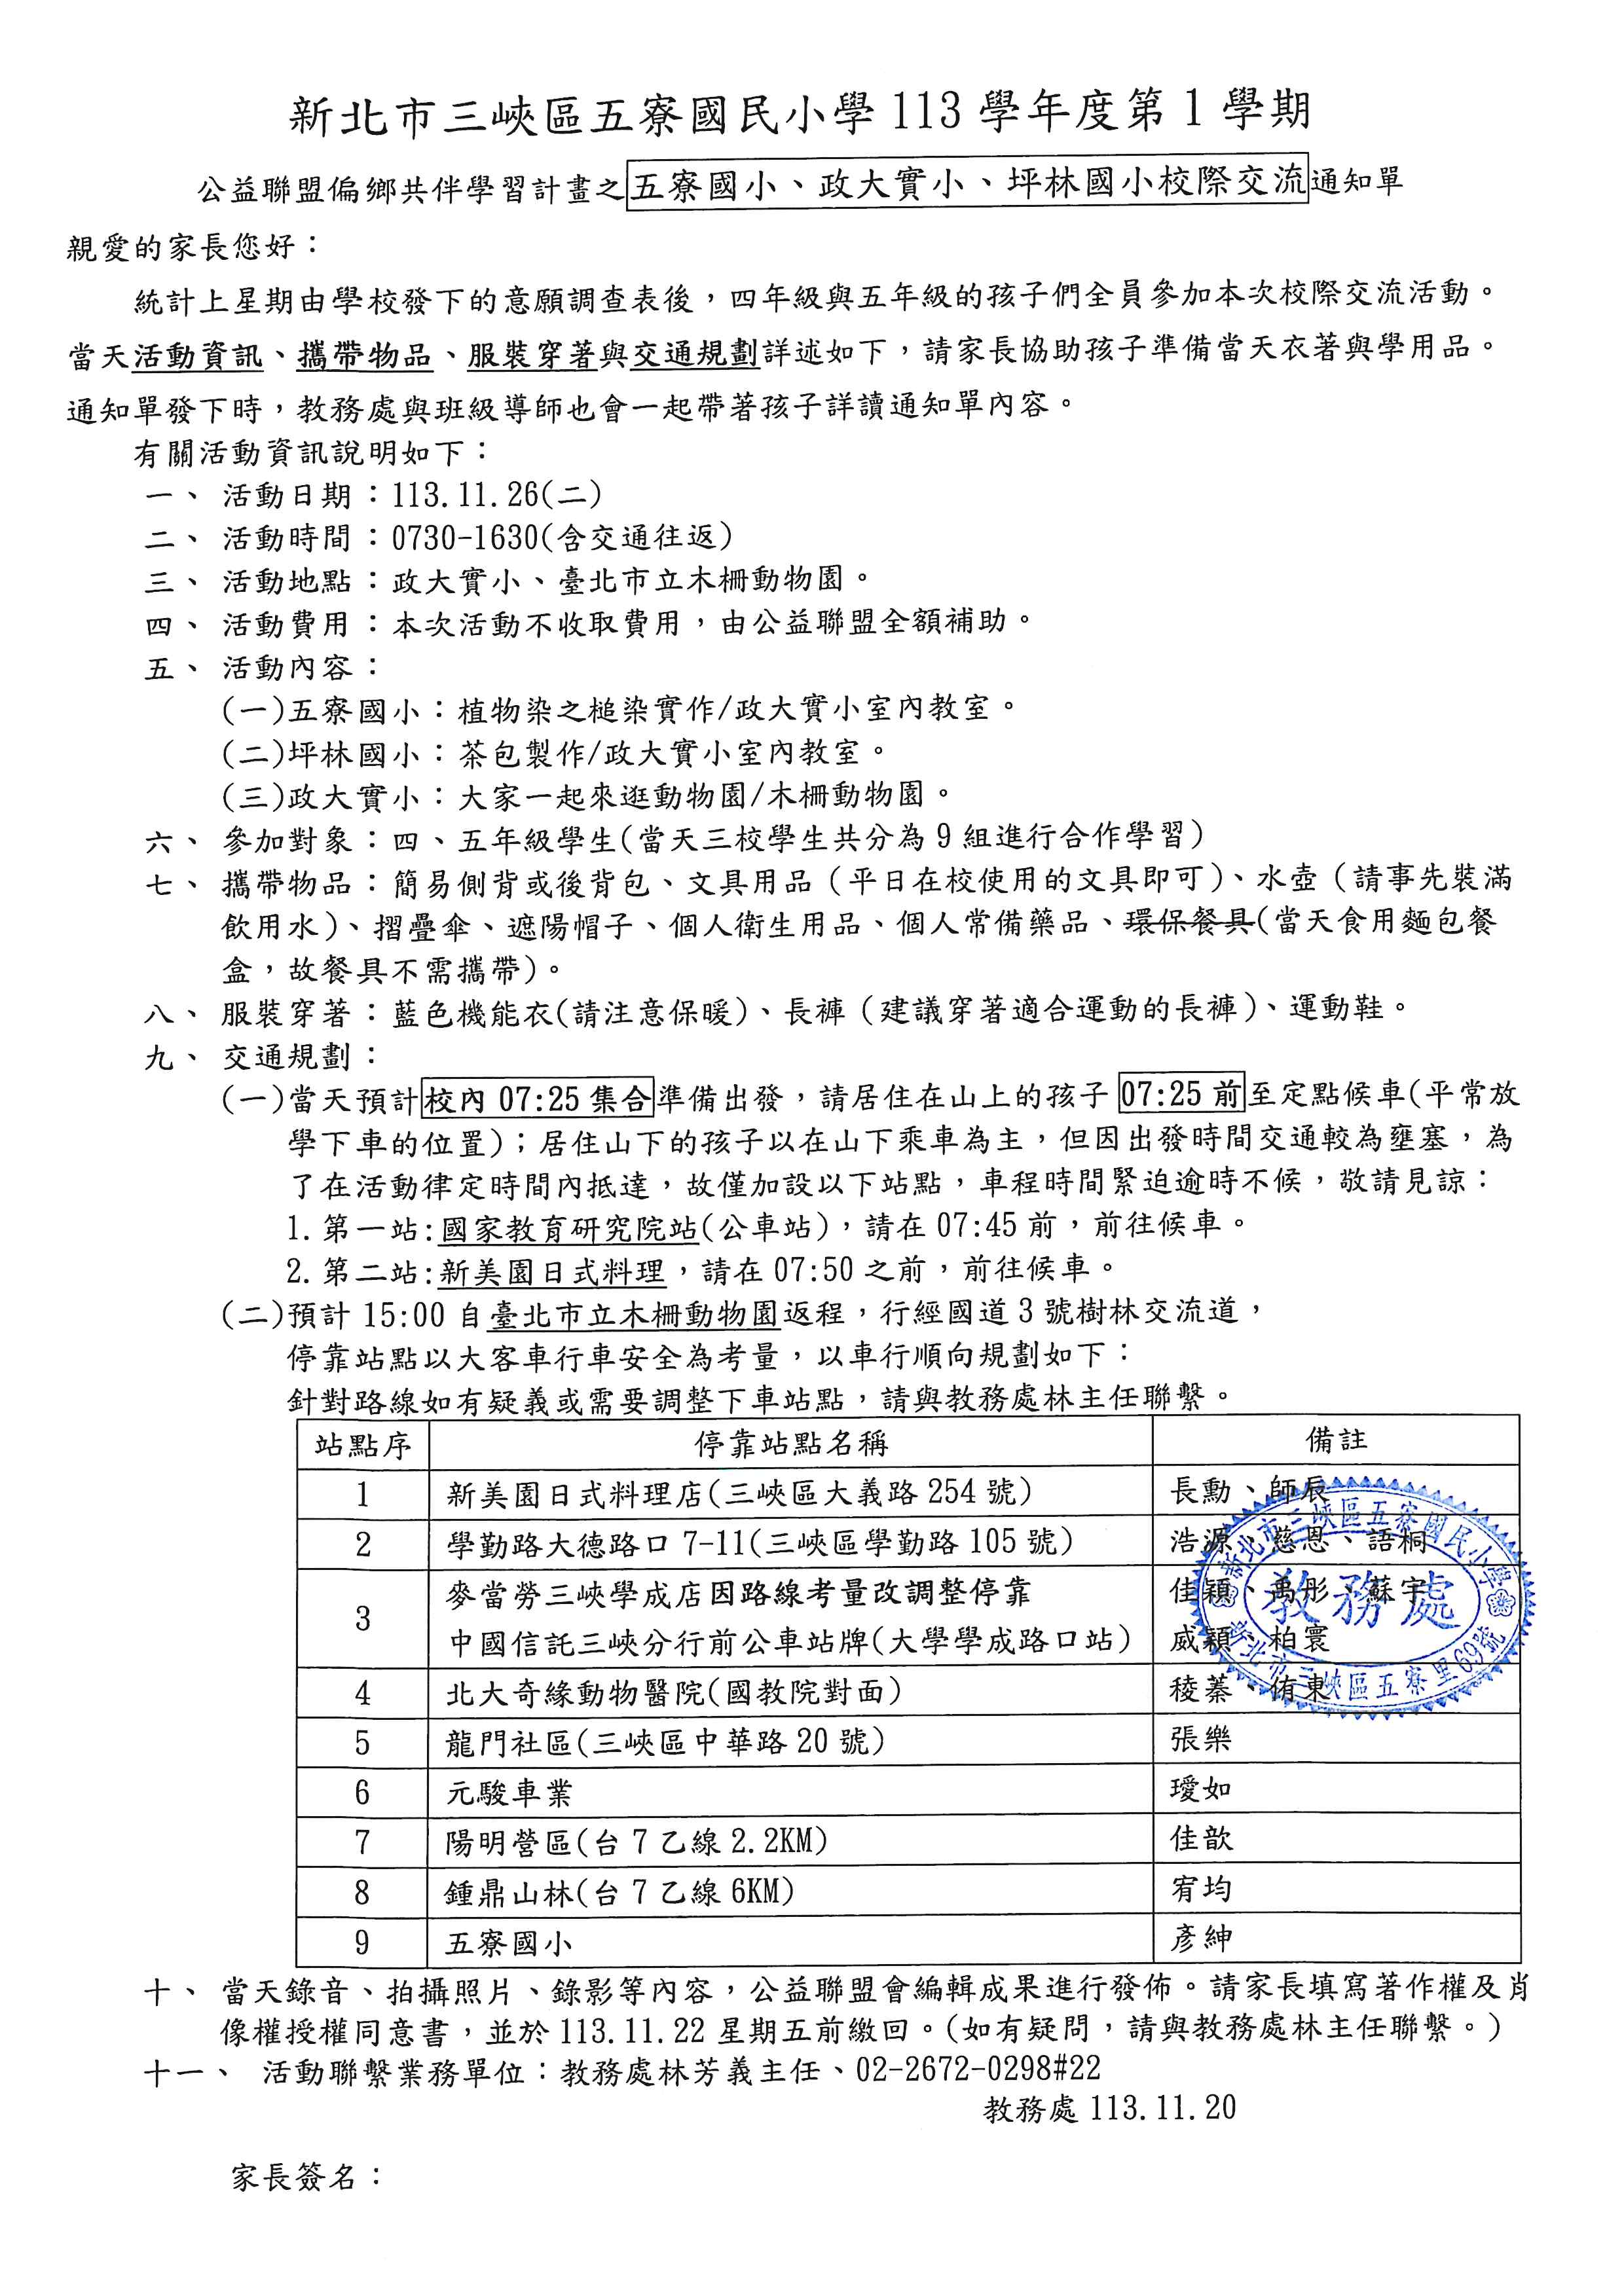 新北市三峽區五寮國民小學 113 學年度第 1 學期
公益聯盟偏鄉共伴學習計畫之五寮國小、政大實小、坪林國小校際交流通知單
親愛的家長您好：
統計上星期由學校發下的意願調查表後，四年級與五年級的孩子們全員參加本次校際交流活動。
當天活動資訊、攜帶物品、服裝穿著與交通規劃詳述如下，請家長協助孩子準備當天衣著與學用品。
通知單發下時，教務處與班級導師也會一起帶著孩子詳讀通知單內容。
有關活動資訊說明如下：
一、 活動日期：113.11.26(二)
二、 活動時間：0730-1630(含交通往返)
三、 活動地點：政大實小、臺北市立木柵動物園。
四、 活動費用：本次活動不收取費用，由公益聯盟全額補助。
五、 活動內容：
(一)五寮國小：植物染之槌染實作/政大實小室內教室。
(二)坪林國小：茶包製作/政大實小室內教室。
(三)政大實小：大家一起來逛動物園/木柵動物園。
六、 參加對象：四、五年級學生(當天三校學生共分為 9 組進行合作學習)
七、 攜帶物品：簡易側背或後背包、文具用品（平日在校使用的文具即可)、水壺（請事先裝滿
飲用水)、摺疊傘、遮陽帽子、個人衛生用品、個人常備藥品、環保餐具(當天食用麵包餐
盒，故餐具不需攜帶)。
八、 服裝穿著：藍色機能衣(請注意保暖)、長褲（建議穿著適合運動的長褲)、運動鞋。
九、 交通規劃：
(一)當天預計校內 07:25 集合準備出發，請居住在山上的孩子 07:25 前至定點候車(平常放
學下車的位置)；居住山下的孩子以在山下乘車為主，但因出發時間交通較為壅塞，為
了在活動律定時間內抵達，故僅加設以下站點，車程時間緊迫逾時不候，敬請見諒：
1. 第一站:國家教育研究院站(公車站)，請在 07:45 前，前往候車。
2. 第二站:新美園日式料理，請在 07:50 之前，前往候車。
(二)預計 15:00 自臺北市立木柵動物園返程，行經國道 3 號樹林交流道，
停靠站點以大客車行車安全為考量，以車行順向規劃如下：
針對路線如有疑義或需要調整下車站點，請與教務處林主任聯繫。
站點序 停靠站點名稱 備註
1 新美園日式料理店(三峽區大義路 254 號) 長勳、師辰
2 學勤路大德路口 7-11(三峽區學勤路 105 號) 浩源、慈恩、語桐
3 麥當勞三峽學成店因路線考量改調整停靠 佳穎、禹彤、蘇宇
中國信託三峽分行前公車站牌(大學學成路口站) 威穎、柏寰
4 北大奇緣動物醫院(國教院對面) 稜蓁、侑東
5 龍門社區(三峽區中華路 20 號) 張樂
6 元駿車業 璦如
7 陽明營區(台 7 乙線 2.2KM) 佳歆
8 鍾鼎山林(台 7 乙線 6KM) 宥均
9 五寮國小 彥紳
新北市三峽區五寮國民小學
教務處
新北市三峽區五寮里69號
十、 當天錄音、拍攝照片、錄影等內容，公益聯盟會編輯成果進行發佈。請家長填寫著作權及肖
像權授權同意書，並於 113.11.22 星期五前繳回。(如有疑問，請與教務處林主任聯繫。)
十一、 活動聯繫業務單位：教務處林芳義主任、02-2672-0298#22
教務處 113.11.20
家長簽名：